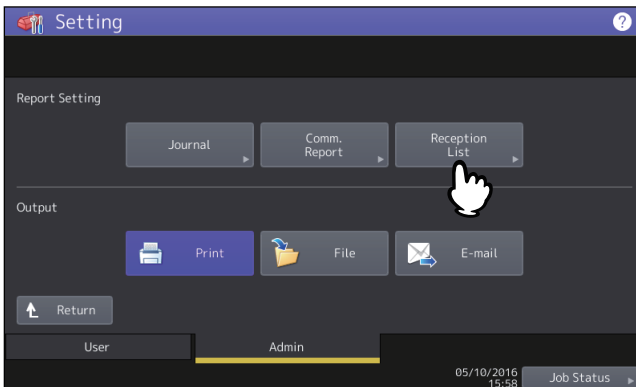 Setting
?
Report Setting
Journal
Comm.
Report
Reception
List
Output
Print
File
E-mail
Return
User
Admin
05/10/2016
15:58
Job Status